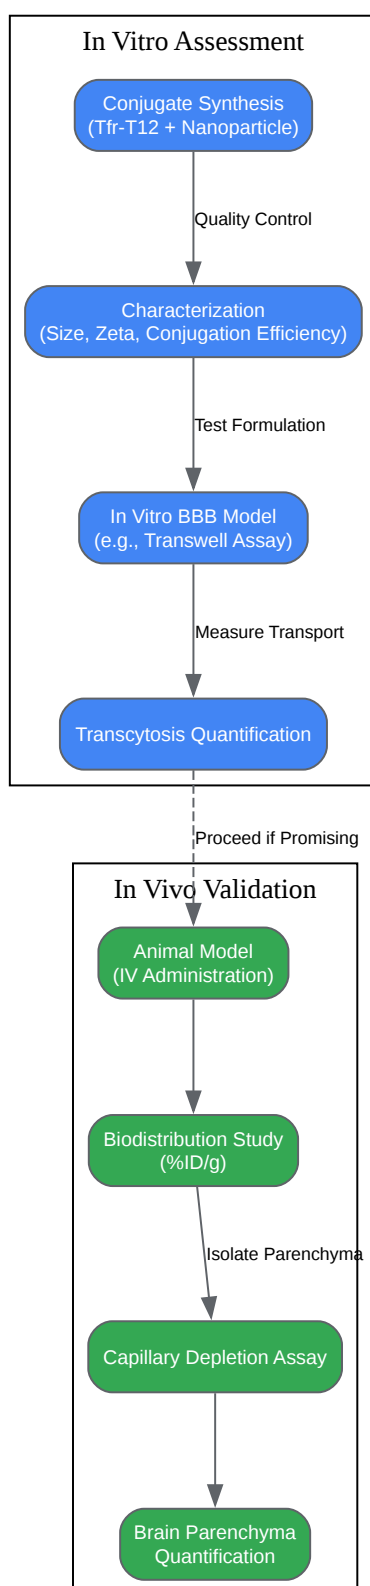 In Vitro Assessment
Conjugate Synthesis
(Tfr-T12 + Nanoparticle)
Quality Control
Characterization
(Size, Zeta, Conjugation Efficiency)
Test Formulation
In Vitro BBB Model
(e.g., Transwell Assay)
Measure Transport
Transcytosis Quantification
Proceed if Promising
In Vivo Validation
Animal Model
(IV Administration)
Biodistribution Study
(%ID/g)
Isolate Parenchyma
Capillary Depletion Assay
Brain Parenchyma
Quantification